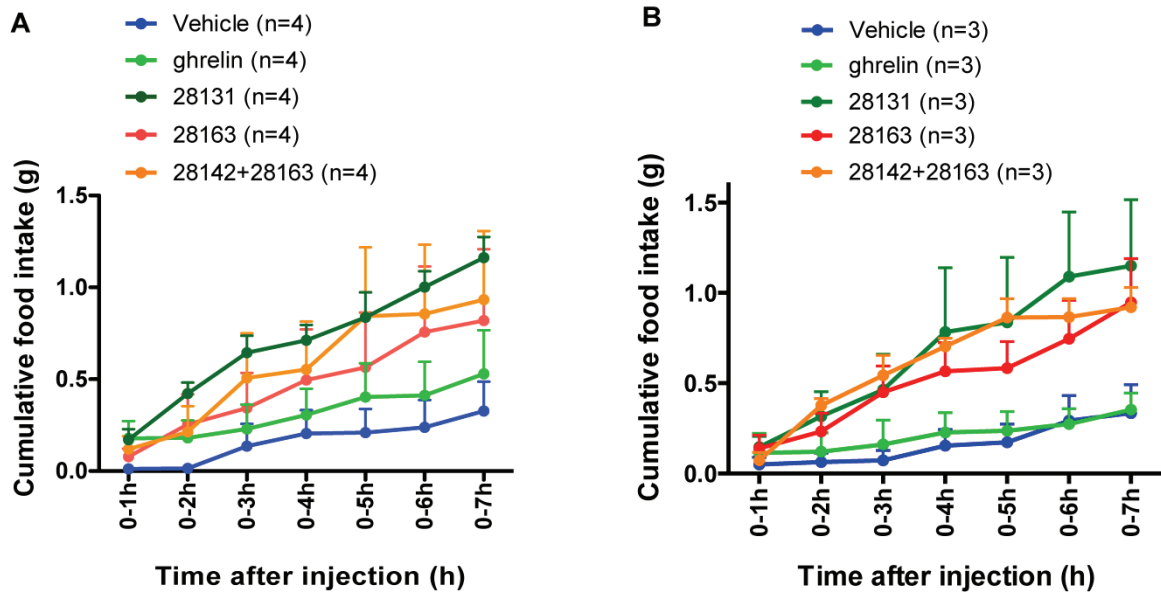 A
Vehicle (n=4)
ghrelin (n=4)
28131 (n=4)
28163 (n=4)
28142+28163 (n=4)
Cumulative food intake (g)
1.5
1.0
0.5
0.0
0-1h
0-2h
0-3h
0-4h
0-5h
0-6h
0-7h
Time after injection (h)
B
Vehicle (n=3)
ghrelin (n=3)
28131 (n=3)
28163 (n=3)
28142+28163 (n=3)
Cumulative food intake (g)
1.5
1.0
0.5
0.0
0-1h
0-2h
0-3h
0-4h
0-5h
0-6h
0-7h
Time after injection (h)